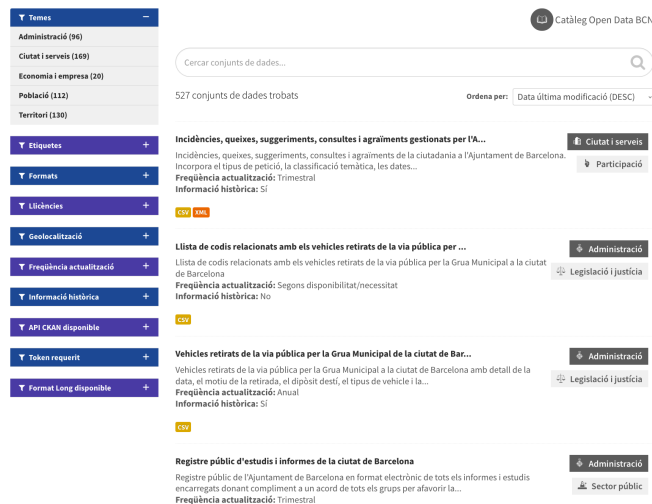 Temes
Administració (96)
Ciutat i serveis (169)
Economia i empresa (20)
Població (112)
Territori (130)
Etiquetes
Formats
Llicències
Geolocalització
Freqüència actualització
Informació històrica
API CKAN disponible
Token requerit
Format Long disponible
Catàleg Open Data BCN
Cercar conjunts de dades...
527 conjunts de dades trobats
Ordena per: Data última modificació (DESC)
Incidències, queixes, suggeriments, consultes i agraïments gestionats per l'A...
Ciutat i serveis
Incidències, queixes, suggeriments, consultes i agraïments de la ciutadania a l'Ajuntament de Barcelona.
Incorpora el tipus de petició, la classificació temàtica, les dates...
Participació
Freqüència actualització: Trimestral
Informació històrica: Sí
CSV XML
Llista de codis relacionats amb els vehicles retirats de la via pública per ...
Administració
Llista de codis relacionats amb els vehicles retirats de la via pública per la Grua Municipal a la ciutat
de Barcelona
Legislació i justícia
Freqüència actualització: Segons disponibilitat/necessitat
Informació històrica: No
CSV
Vehicles retirats de la via pública per la Grua Municipal de la ciutat de Bar...
Administració
Vehicles retirats de la via pública per la Grua Municipal a la ciutat de Barcelona amb detall de la
data, el motiu de la retirada, el dipòsit destí, el tipus de vehicle i la...
Legislació i justícia
Freqüència actualització: Anual
Informació històrica: Sí
CSV
Registre públic d'estudis i informes de la ciutat de Barcelona
Administració
Registre públic de l'Ajuntament de Barcelona en format electrònic de tots els informes i estudis
encarregats donant compliment a un acord de tots els grups per afavorir la...
Sector públic
Freqüència actualització: Trimestral